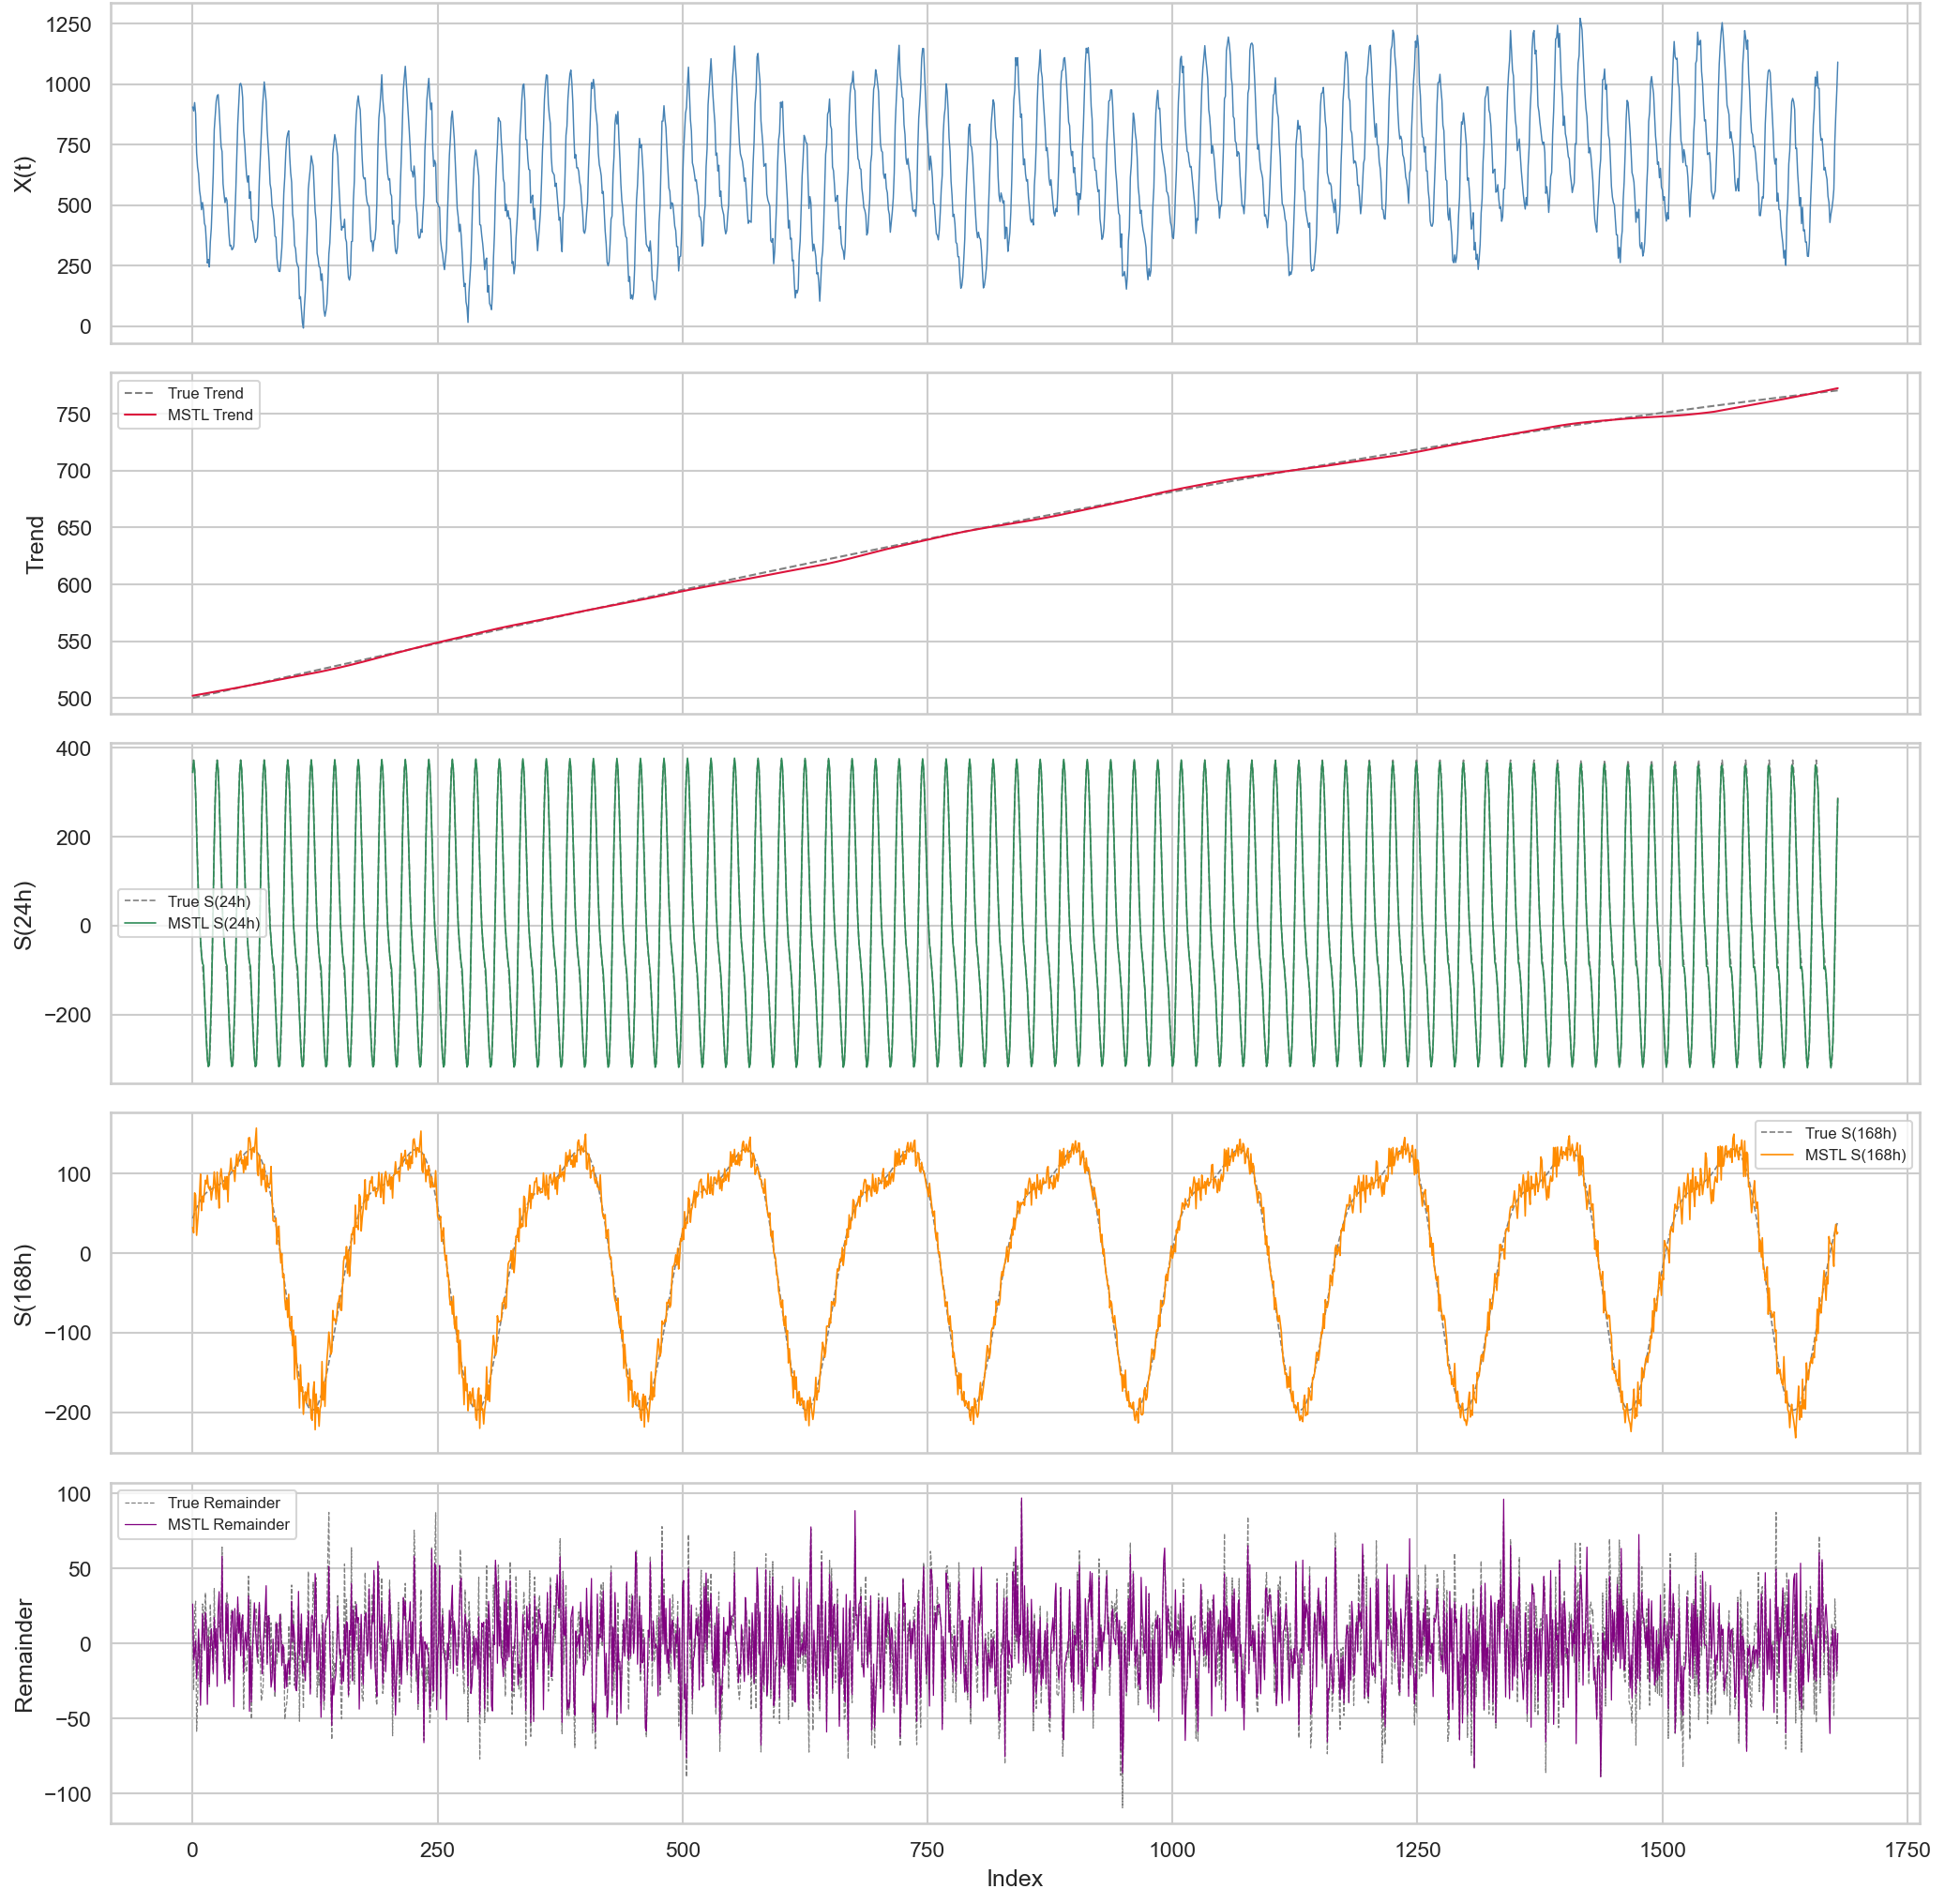 1250
1000
750
500
250
0
X(t)
True Trend
MSTL Trend
750
700
650
600
550
500
Trend
400
200
0
−200
S(24h)
True S(24h)
MSTL S(24h)
100
0
−100
−200
S(168h)
True S(168h)
MSTL S(168h)
100
50
0
−50
−100
Remainder
True Remainder
MSTL Remainder
0 250 500 750 1000 1250 1500 1750
Index